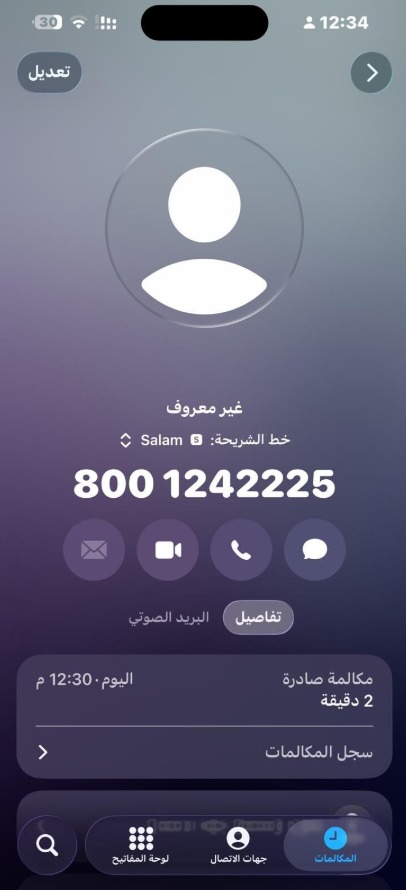 12:34
30
تعديل
غير معروف
خط الشريحة: S Salam
800 1242225
تفاصيل
البريد الصوتي
مكالمة صادرة
اليوم · 12:30 م
2 دقيقة
سجل المكالمات
المكالمات
جهات الاتصال
لوحة المفاتيح